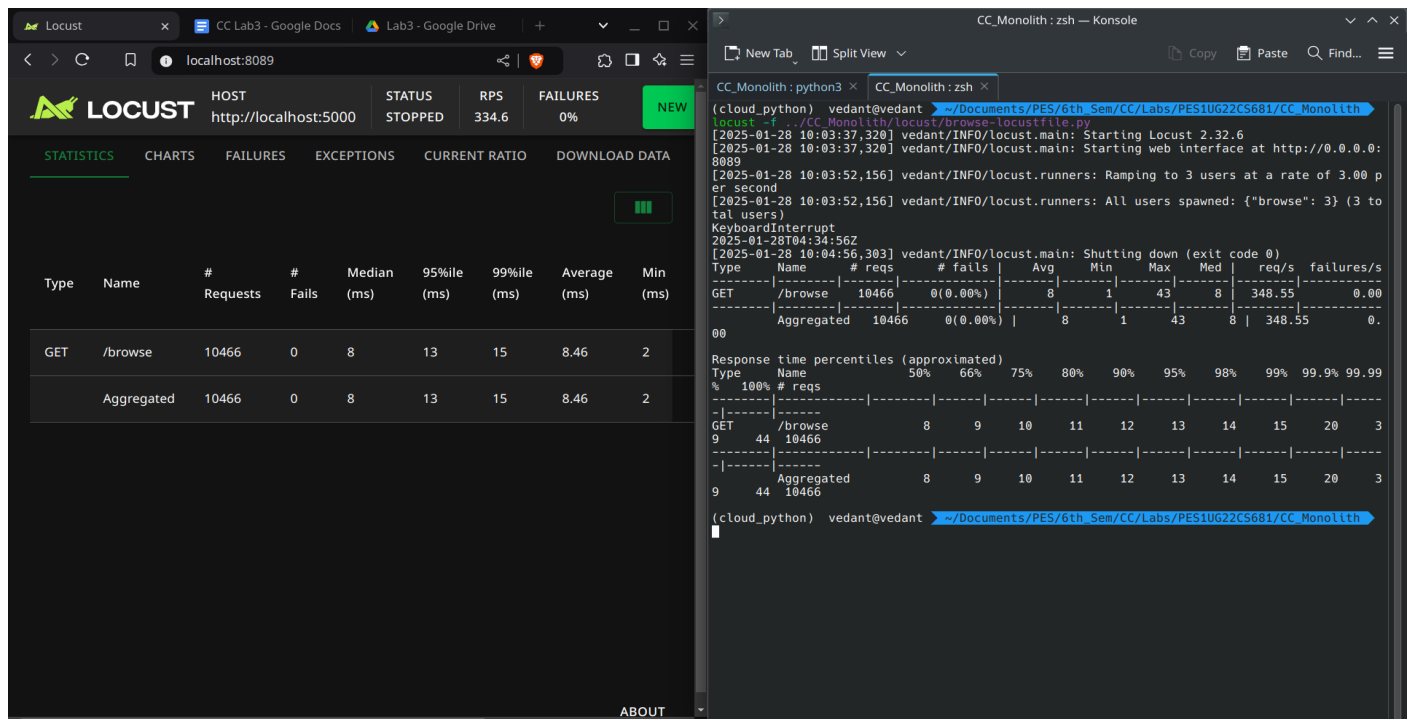 Locust
CC Lab3 - Google Docs
Lab3 - Google Drive
localhost:8089
LOCUST
HOST
http://localhost:5000
STATUS
STOPPED
RPS
334.6
FAILURES
0%
NEW
STATISTICS CHARTS FAILURES EXCEPTIONS CURRENT RATIO DOWNLOAD DATA
Type Name # Requests # Fails Median (ms) 95%ile (ms) 99%ile (ms) Average (ms) Min (ms)
GET /browse 10466 0 8 13 15 8.46 2
Aggregated 10466 0 8 13 15 8.46 2
ABOUT
CC_Monolith : zsh — Konsole
New Tab Split View Copy Paste Find...
CC_Monolith : python3 CC_Monolith : zsh
(cloud_python) vedant@vedant ~/Documents/PES/6th_Sem/CC/Labs/PES1UG22CS681/CC_Monolith
locust -f ../CC_Monolith/locust/browse-locustfile.py
[2025-01-28 10:03:37,320] vedant/INFO/locust.main: Starting Locust 2.32.6
[2025-01-28 10:03:37,320] vedant/INFO/locust.main: Starting web interface at http://0.0.0.0:
8089
[2025-01-28 10:03:52,156] vedant/INFO/locust.runners: Ramping to 3 users at a rate of 3.00 p
er second
[2025-01-28 10:03:52,156] vedant/INFO/locust.runners: All users spawned: {"browse": 3} (3 to
tal users)
KeyboardInterrupt
2025-01-28T04:34:56Z
[2025-01-28 10:04:56,303] vedant/INFO/locust.main: Shutting down (exit code 0)
Type Name # reqs # fails | Avg Min Max Med | req/s failures/s
--------|------------|-------|-------------|-------|-------|-------|-------|--------|-----------
GET /browse 10466 0(0.00%) | 8 1 43 8 | 348.55 0.00
--------|------------|-------|-------------|-------|-------|-------|-------|--------|-----------
Aggregated 10466 0(0.00%) | 8 1 43 8 | 348.55 0.
00
Response time percentiles (approximated)
Type Name 50% 66% 75% 80% 90% 95% 98% 99% 99.9% 99.99
% 100% # reqs
--------|------------|--------|------|------|------|------|------|------|------|------|-----
-|------|------
GET /browse 8 9 10 11 12 13 14 15 20 3
9 44 10466
--------|------------|--------|------|------|------|------|------|------|------|------|-----
-|------|------
Aggregated 8 9 10 11 12 13 14 15 20 3
9 44 10466
(cloud_python) vedant@vedant ~/Documents/PES/6th_Sem/CC/Labs/PES1UG22CS681/CC_Monolith